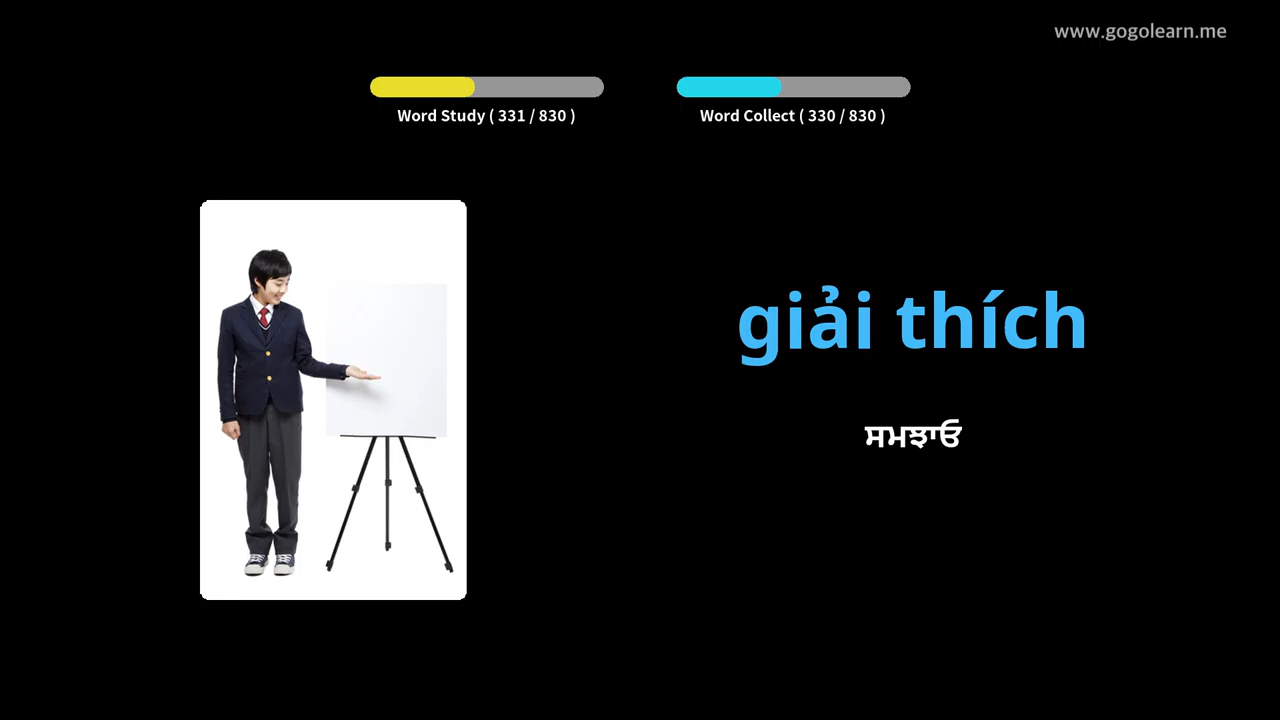 www.gogolearn.me
Word Study ( 331 / 830 )
Word Collect ( 330 / 830 )
giải thích
ਸਮਝਾਓ